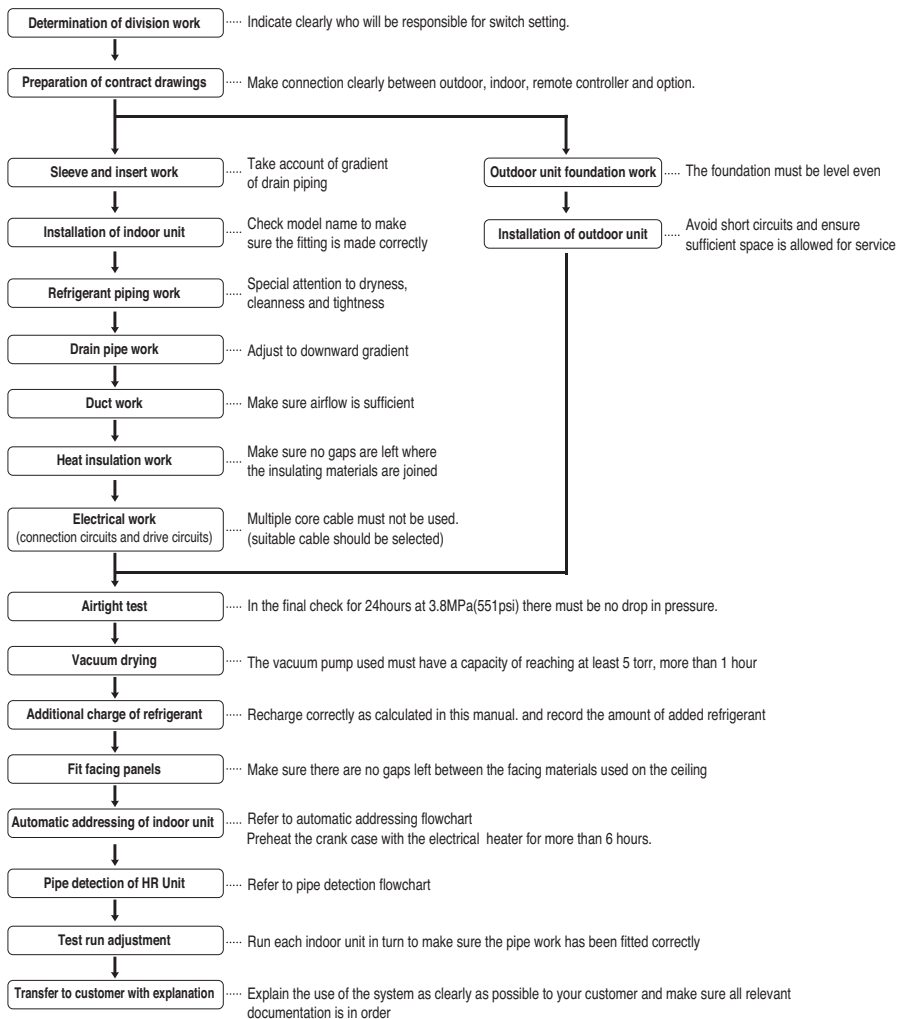 Determination of division work ····· Indicate clearly who will be responsible for switch setting.
Preparation of contract drawings ····· Make connection clearly between outdoor, indoor, remote controller and option.
Sleeve and insert work ····· Take account of gradient
of drain piping
Outdoor unit foundation work ····· The foundation must be level even
Installation of indoor unit ····· Check model name to make
sure the fitting is made correctly
Installation of outdoor unit ····· Avoid short circuits and ensure
sufficient space is allowed for service
Refrigerant piping work ····· Special attention to dryness,
cleanness and tightness
Drain pipe work ····· Adjust to downward gradient
Duct work ····· Make sure airflow is sufficient
Heat insulation work ····· Make sure no gaps are left where
the insulating materials are joined
Electrical work
(connection circuits and drive circuits) ····· Multiple core cable must not be used.
(suitable cable should be selected)
Airtight test ····· In the final check for 24hours at 3.8MPa(551psi) there must be no drop in pressure.
Vacuum drying ····· The vacuum pump used must have a capacity of reaching at least 5 torr, more than 1 hour
Additional charge of refrigerant ····· Recharge correctly as calculated in this manual. and record the amount of added refrigerant
Fit facing panels ····· Make sure there are no gaps left between the facing materials used on the ceiling
Automatic addressing of indoor unit ····· Refer to automatic addressing flowchart
Preheat the crank case with the electrical heater for more than 6 hours.
Pipe detection of HR Unit ····· Refer to pipe detection flowchart
Test run adjustment ····· Run each indoor unit in turn to make sure the pipe work has been fitted correctly
Transfer to customer with explanation ····· Explain the use of the system as clearly as possible to your customer and make sure all relevant
documentation is in order